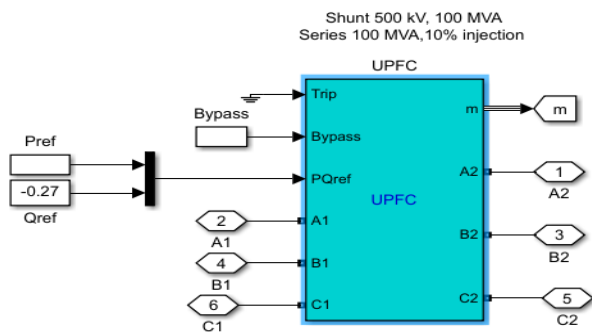 Shunt 500 kV, 100 MVA
Series 100 MVA,10% injection
UPFC
Trip
m
m
Bypass
Bypass
Pref
-0.27
Qref
PQref
UPFC
A2
1
A2
2
A1
A1
B2
3
B2
4
B1
B1
C2
5
C2
6
C1
C1